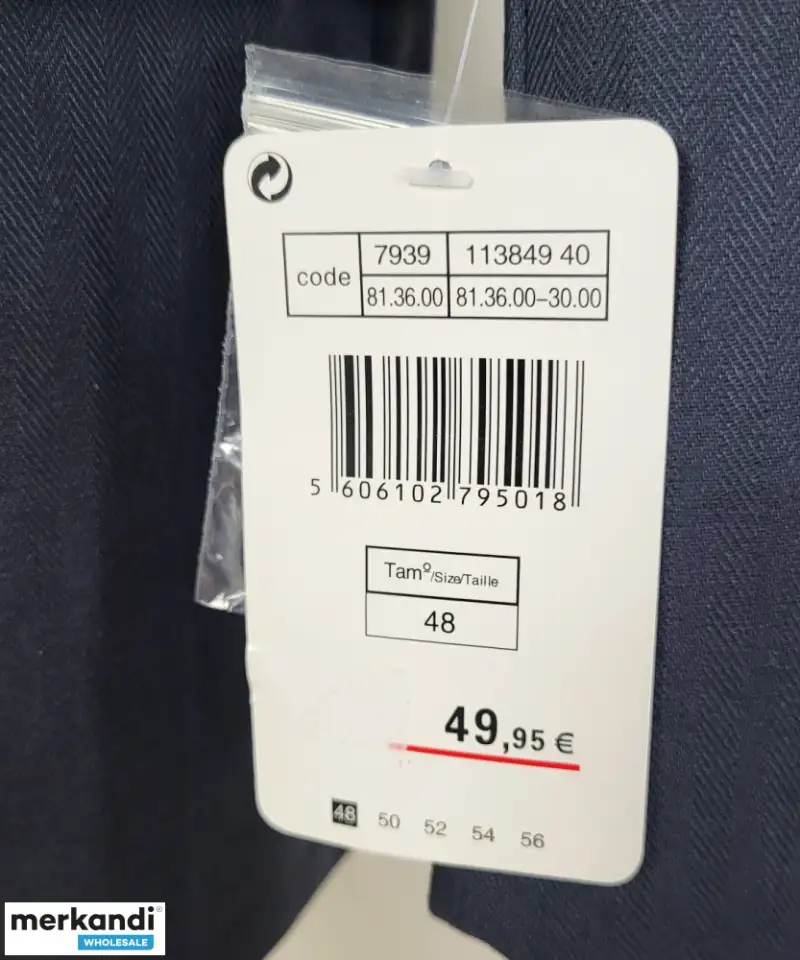 code
7939 113849 40
81.36.00 81.36.00–30.00
5 606102 795018
Tamº/Size/Taille
48
49,95 €
48 50 52 54 56
merkandi®
WHOLESALE